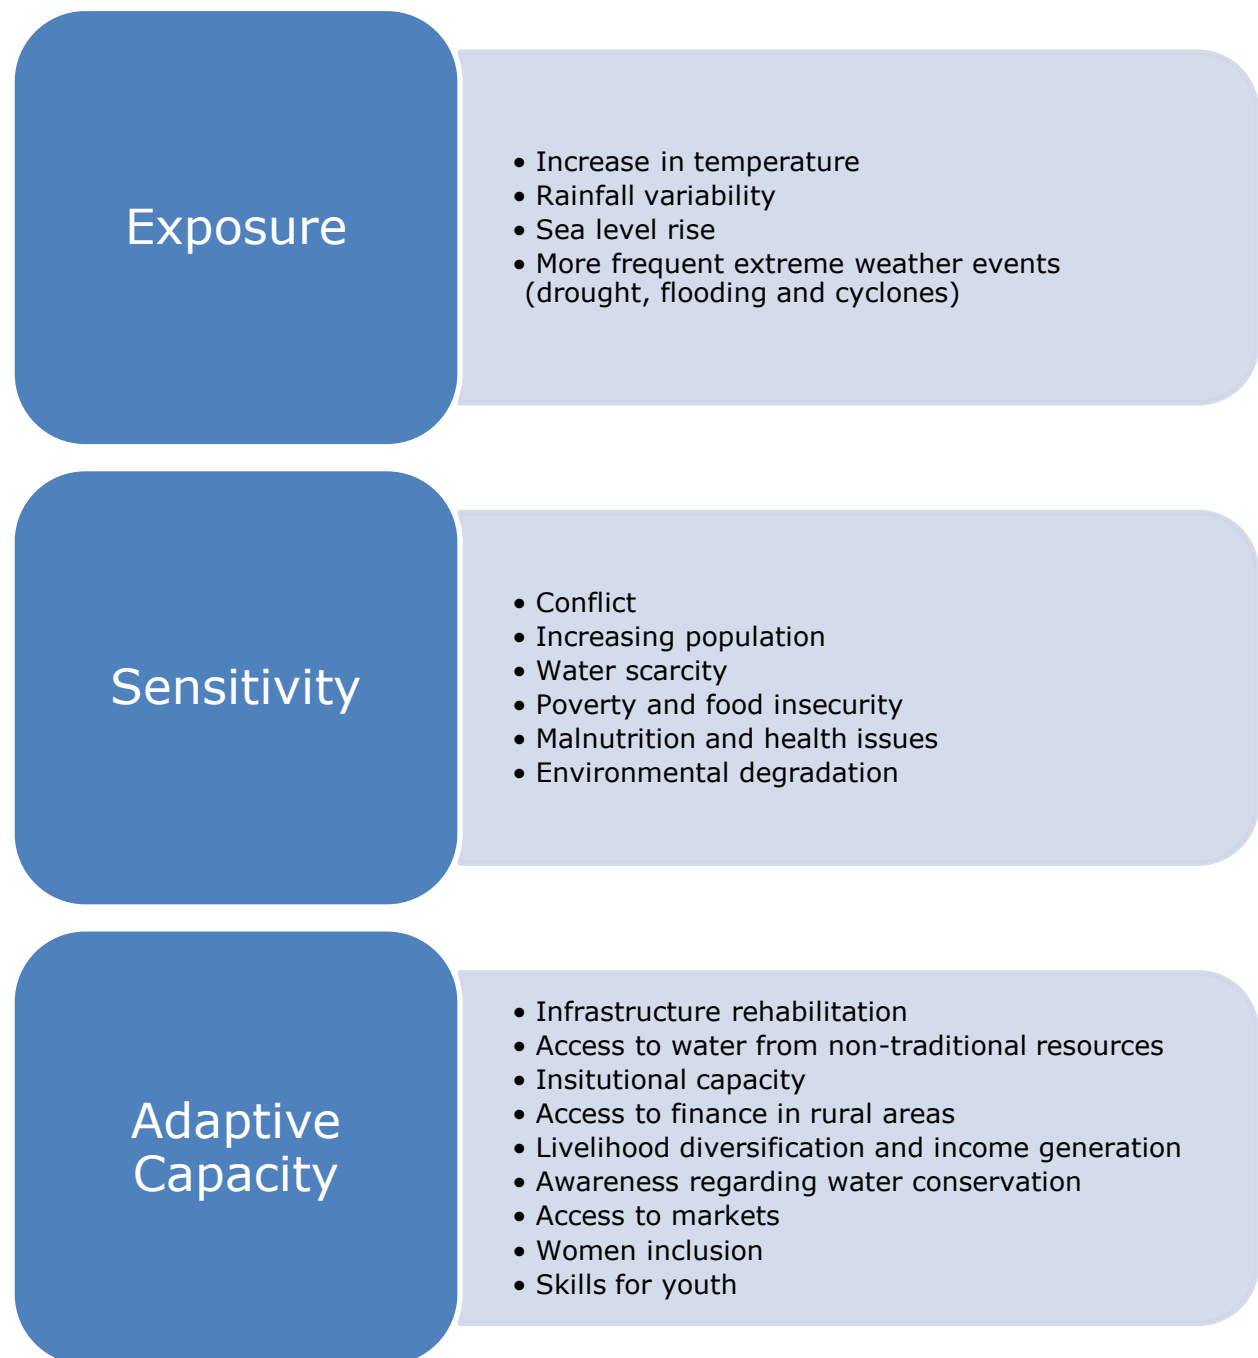 Exposure
• Increase in temperature
• Rainfall variability
• Sea level rise
• More frequent extreme weather events
(drought, flooding and cyclones)
Sensitivity
• Conflict
• Increasing population
• Water scarcity
• Poverty and food insecurity
• Malnutrition and health issues
• Environmental degradation
Adaptive
Capacity
• Infrastructure rehabilitation
• Access to water from non-traditional resources
• Insitutional capacity
• Access to finance in rural areas
• Livelihood diversification and income generation
• Awareness regarding water conservation
• Access to markets
• Women inclusion
• Skills for youth